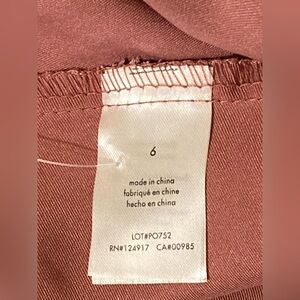 6
made in china
fabriqué en chine
hecho en china
LOT#PO752
RN#124917 CA#00985